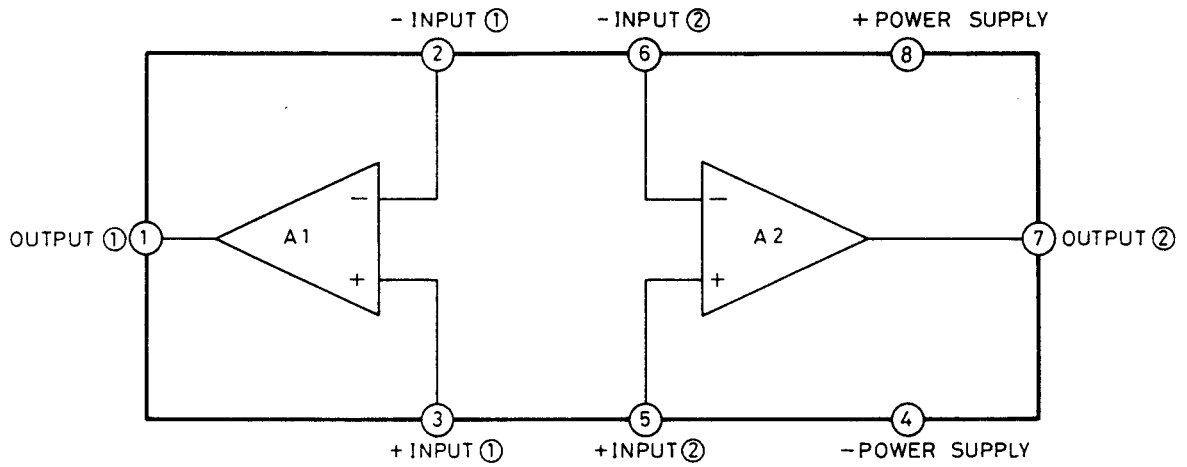 - INPUT ① - INPUT ② + POWER SUPPLY
2 6 8
- -
OUTPUT ① 1 A1 A2 7 OUTPUT ②
+ +
3 5 4
+ INPUT ① + INPUT ② - POWER SUPPLY